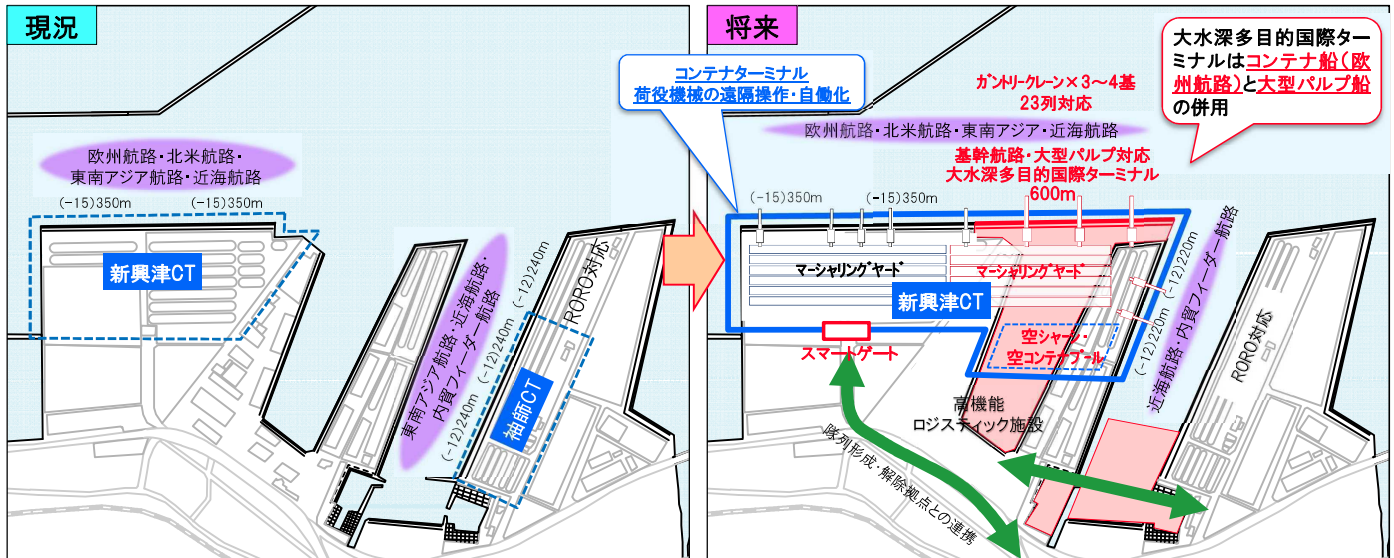 現況
欧州航路・北米航路・
東南アジア航路・近海航路
(-15)350m
(-15)350m
新興津CT
東南アジア航路・近海航路・
内貿フィーダー航路
(-12)240m
(-12)240m
(-12)240m
RORO対応
袖師CT
将来
コンテナターミナル
荷役機械の遠隔操作・自働化
ガントリークレーン×3～4基
23列対応
大水深多目的国際ター
ミナルはコンテナ船(欧
州航路)と大型パルプ船
の併用
欧州航路・北米航路・東南アジア・近海航路
基幹航路・大型パルプ対応
大水深多目的国際ターミナル
600m
(-15)350m
(-15)350m
マーシャリングヤード
マーシャリングヤード
新興津CT
スマートゲート
空シャーシ・
空コンテナプール
(-12)220m
(-12)220m
近海航路・内貿フィーダー航路
RORO対応
高機能
ロジスティック施設
隊列形成・解除拠点との連携